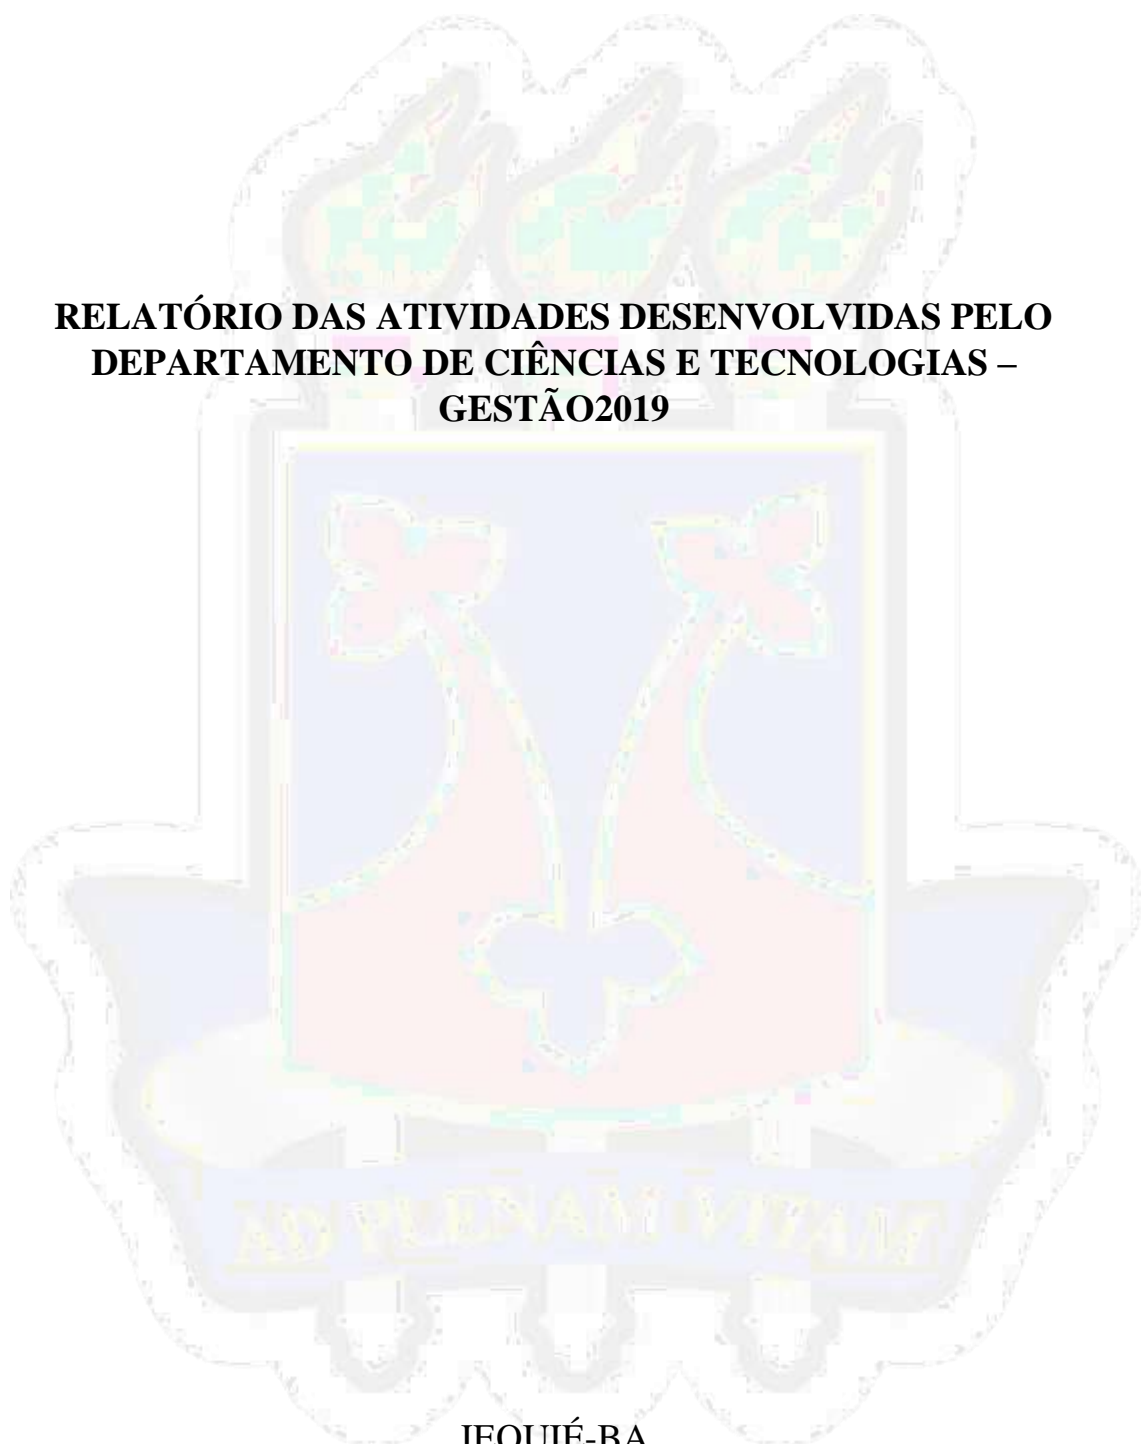 RELATÓRIO DAS ATIVIDADES DESENVOLVIDAS PELO
DEPARTAMENTO DE CIÊNCIAS E TECNOLOGIAS –
GESTÃO2019
AD PLENAM VITAM
JEQUIÉ-BA